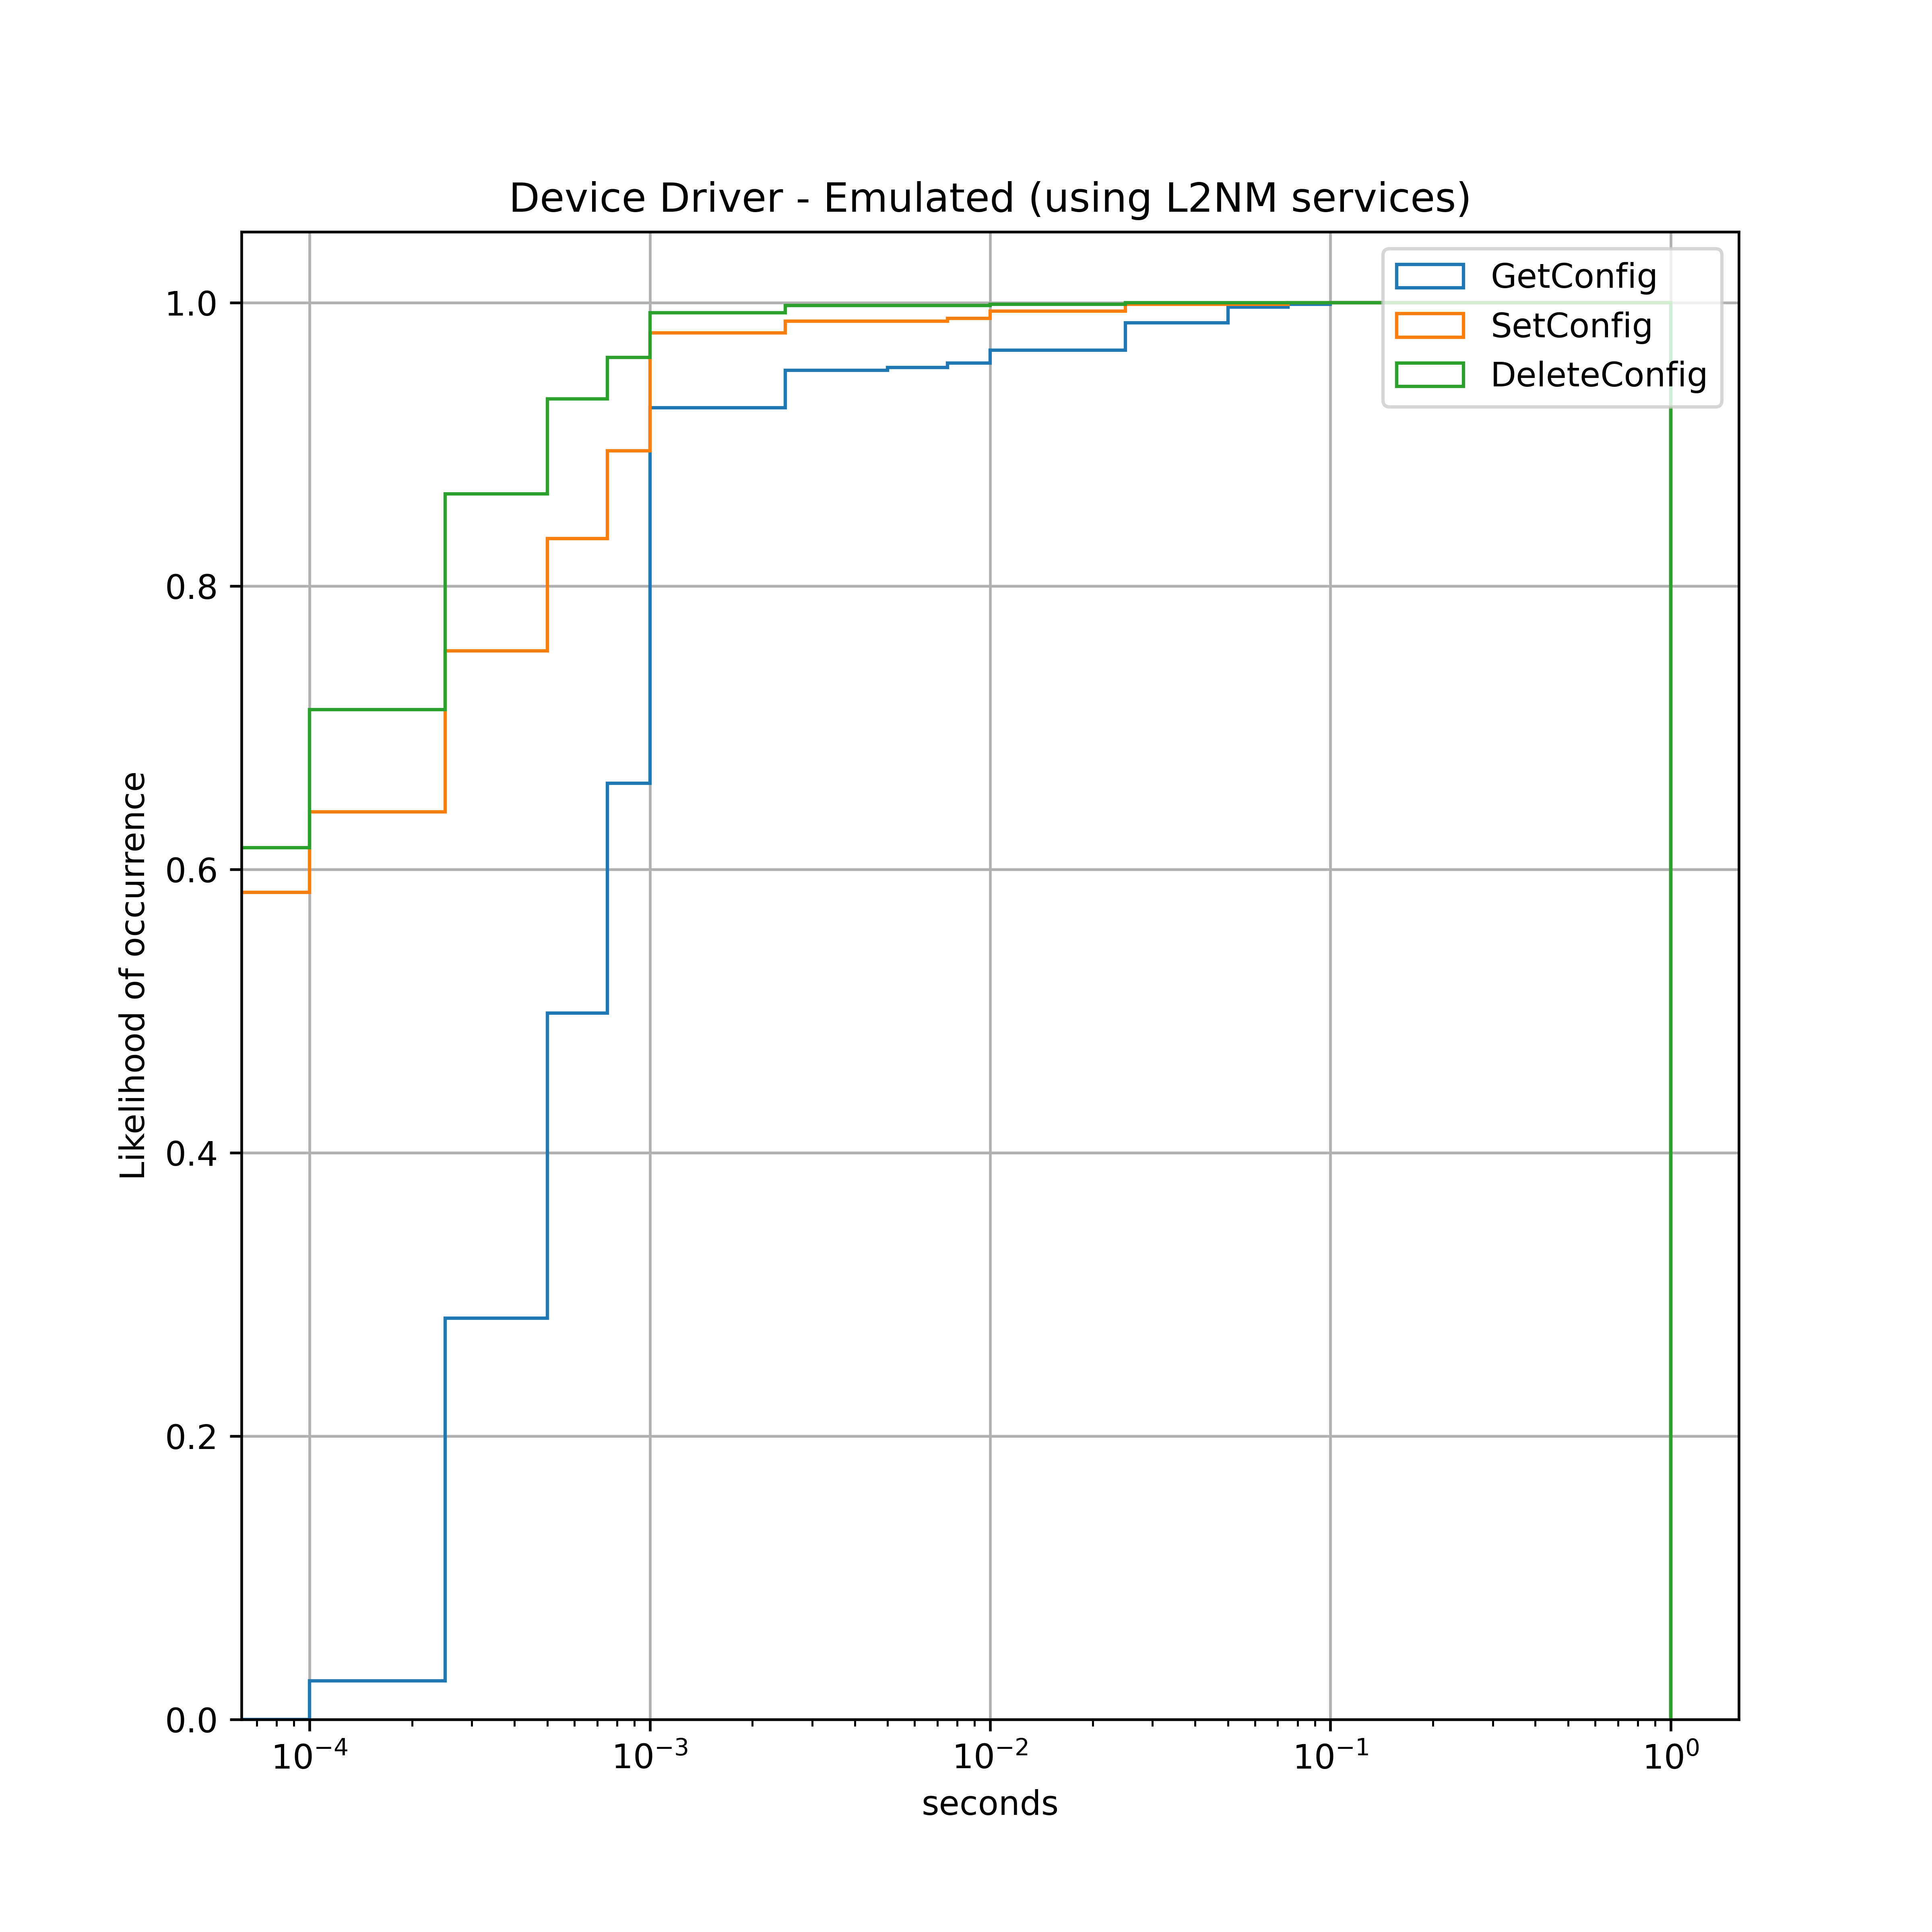 Device Driver - Emulated (using L2NM services)
GetConfig
SetConfig
DeleteConfig
1.0
0.8
0.6
0.4
0.2
0.0
Likelihood of occurrence
10⁻⁴ 10⁻³ 10⁻² 10⁻¹ 10⁰
seconds